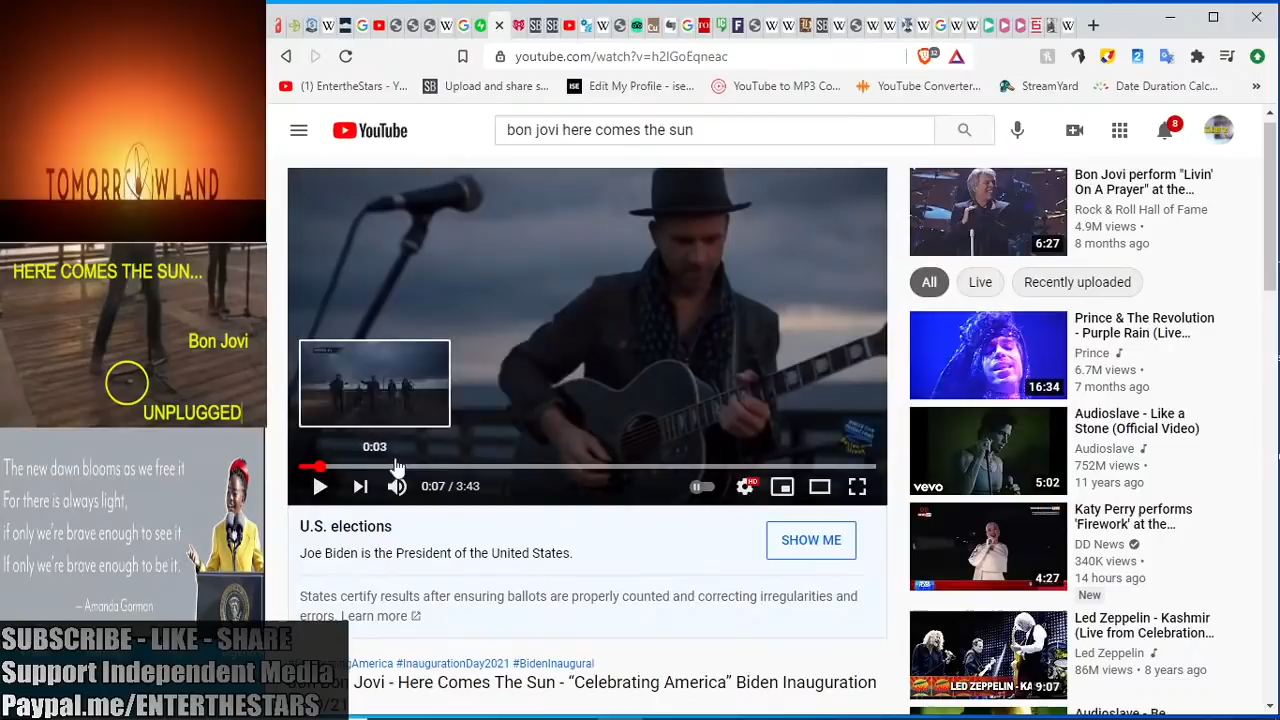 youtube.com/watch?v=h2IGoEqneac
(1) EntertheStars - Y...
Upload and share s...
Edit My Profile - ise...
YouTube to MP3 Co...
YouTube Converter...
StreamYard
Date Duration Calc...
YouTube
bon jovi here comes the sun
8
TOMORROWLAND
HERE COMES THE SUN...
Bon Jovi
UNPLUGGED
The new dawn blooms as we free it
For there is always light,
if only we're brave enough to see it.
If only we're brave enough to be it.
— Amanda Gorman
SUBSCRIBE - LIKE - SHARE
Support Independent Media
Paypal.me/ENTERTHESTARS
0:03
0:07 / 3:43
HD
U.S. elections
Joe Biden is the President of the United States.
SHOW ME
States certify results after ensuring ballots are properly counted and correcting irregularities and
errors. Learn more
America #InaugurationDay2021 #BidenInaugural
Jovi - Here Comes The Sun - “Celebrating America” Biden Inauguration
Bon Jovi perform "Livin'
On A Prayer" at the...
Rock & Roll Hall of Fame
4.9M views •
8 months ago
6:27
All
Live
Recently uploaded
Prince & The Revolution
- Purple Rain (Live...
Prince
6.7M views •
7 months ago
16:34
Audioslave - Like a
Stone (Official Video)
Audioslave
752M views •
11 years ago
vevo
5:02
Katy Perry performs
'Firework' at the...
DD News
340K views •
14 hours ago
New
4:27
Led Zeppelin - Kashmir
(Live from Celebration...
Led Zeppelin
86M views • 8 years ago
LED ZEPPELIN - KA
9:07
Audioslave - Be